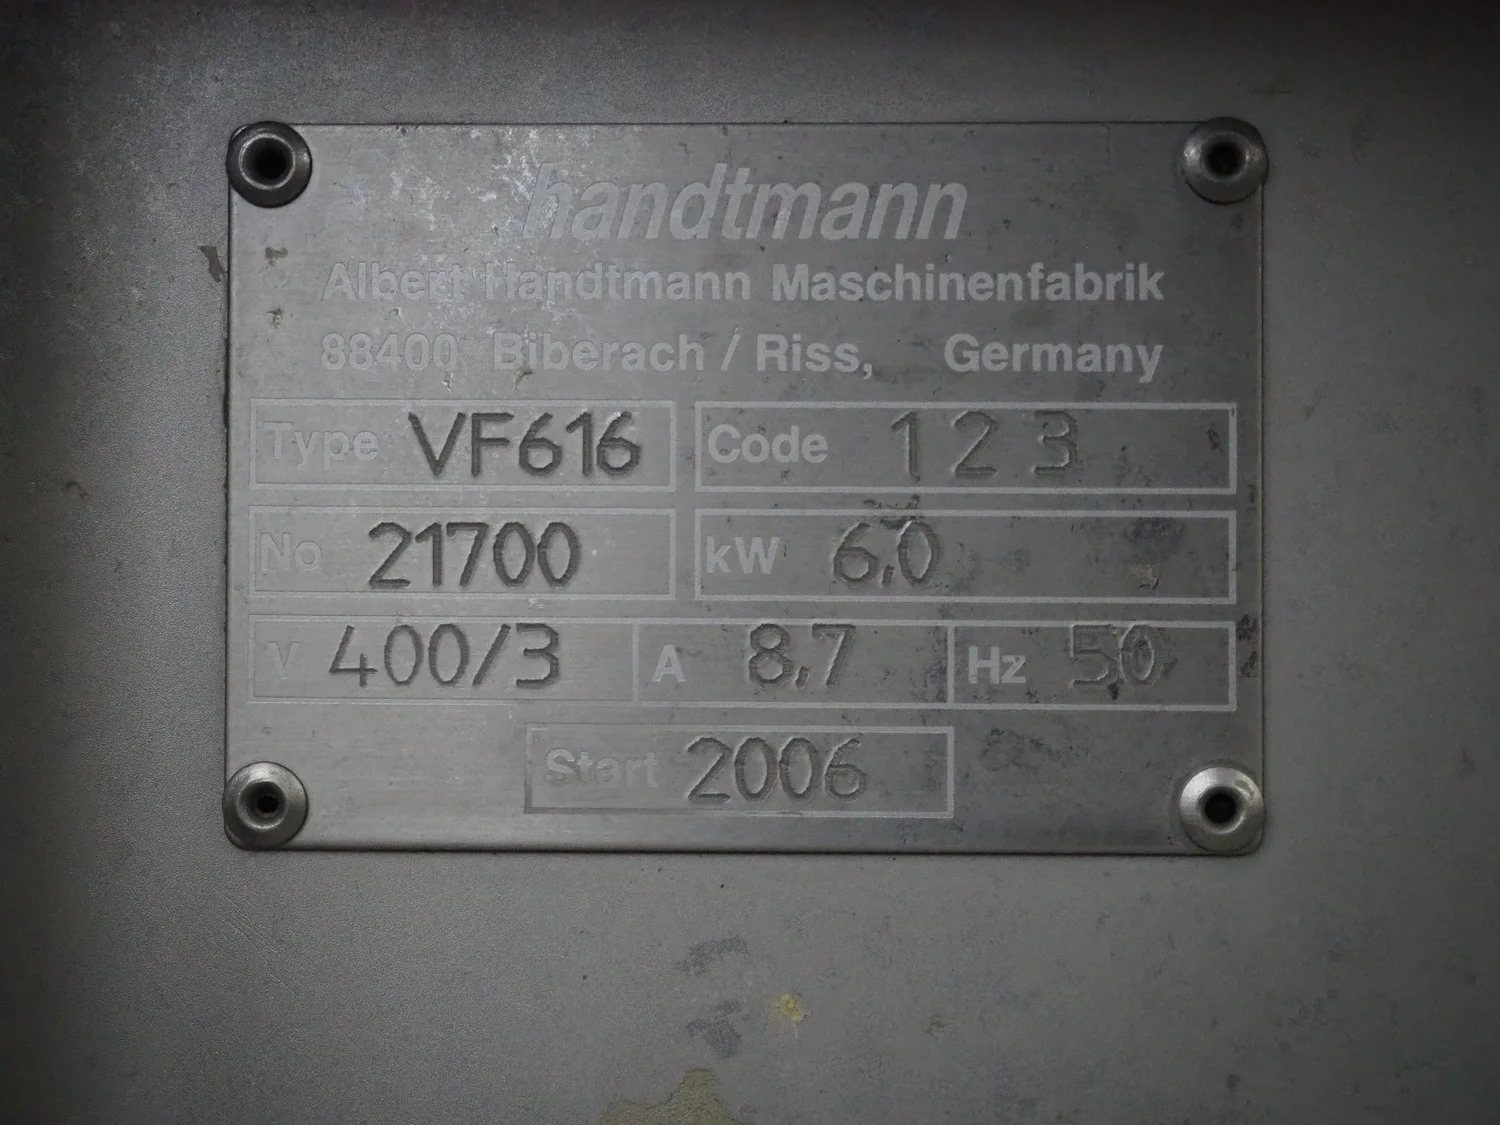 handtmann
Albert Handtmann Maschinenfabrik
88400 Biberach / Riss, Germany
Type VF616 Code 1 2 3
No 21700 kW 6,0
V 400/3 A 8,7 Hz 50
Start 2006